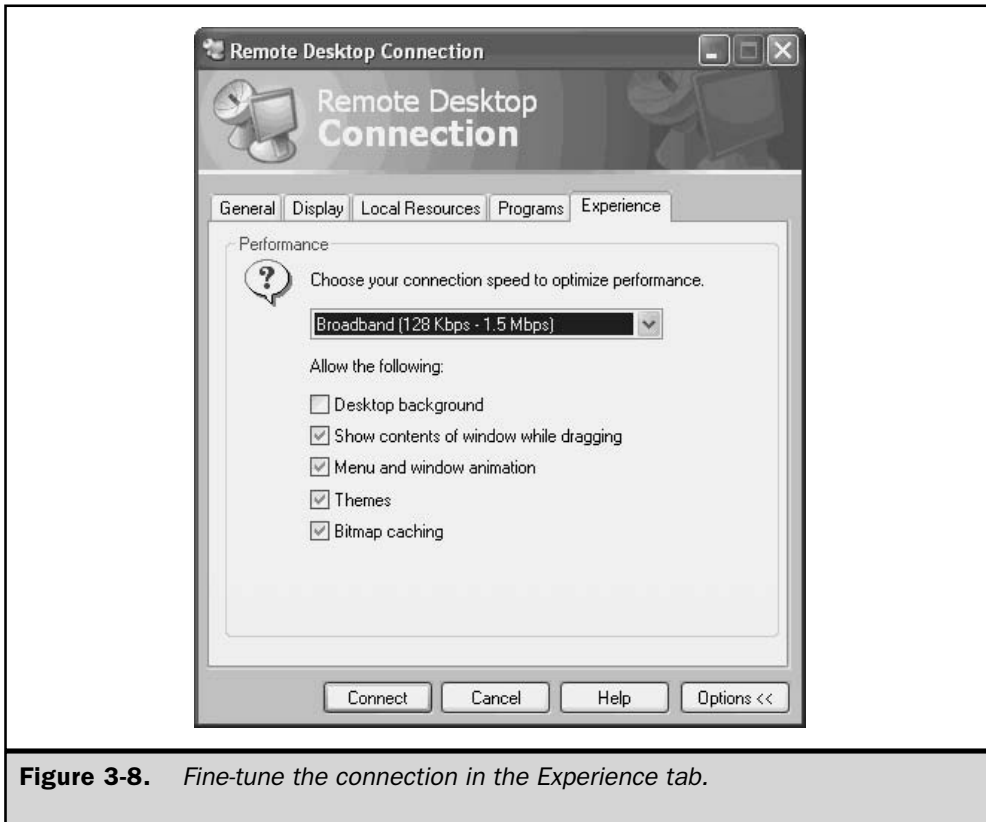 Remote Desktop Connection
Remote Desktop
Connection
General Display Local Resources Programs Experience
Performance
?
Choose your connection speed to optimize performance.
Broadband (128 Kbps - 1.5 Mbps)
Allow the following:
Desktop background
Show contents of window while dragging
Menu and window animation
Themes
Bitmap caching
Connect Cancel Help Options <<
Figure 3-8. Fine-tune the connection in the Experience tab.